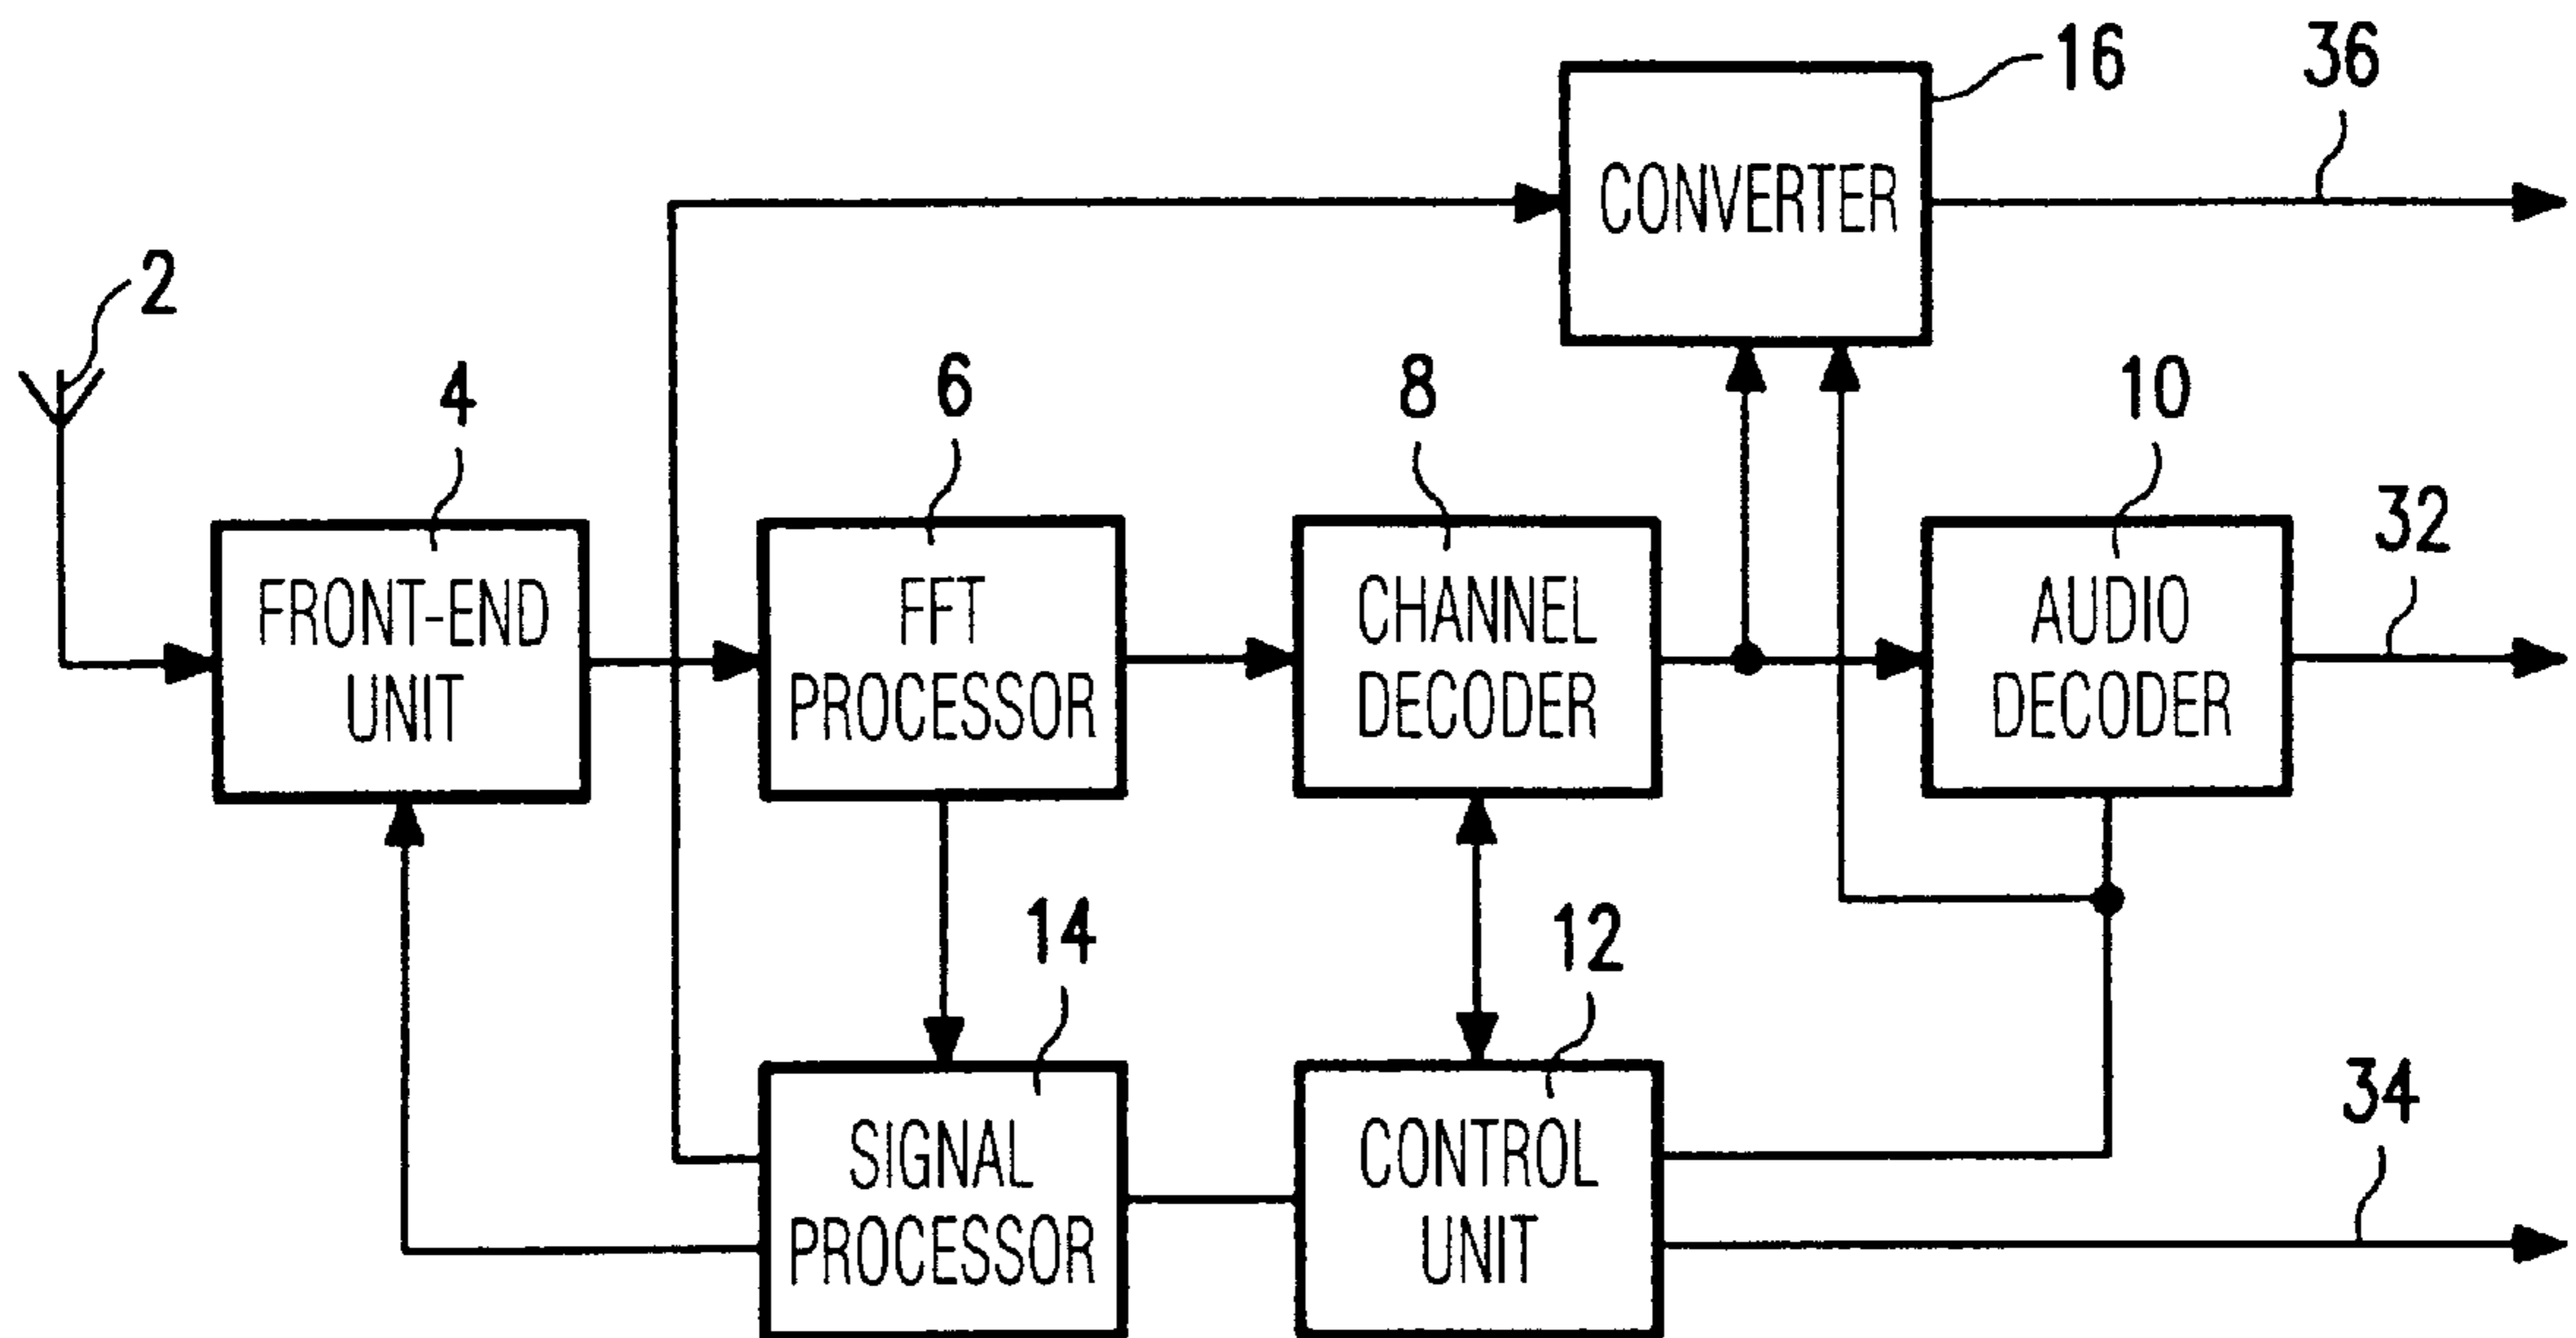 16
36
CONVERTER
2
4
6
8
10
32
FRONT-END
UNIT
FFT
PROCESSOR
CHANNEL
DECODER
AUDIO
DECODER
14
12
34
SIGNAL
PROCESSOR
CONTROL
UNIT